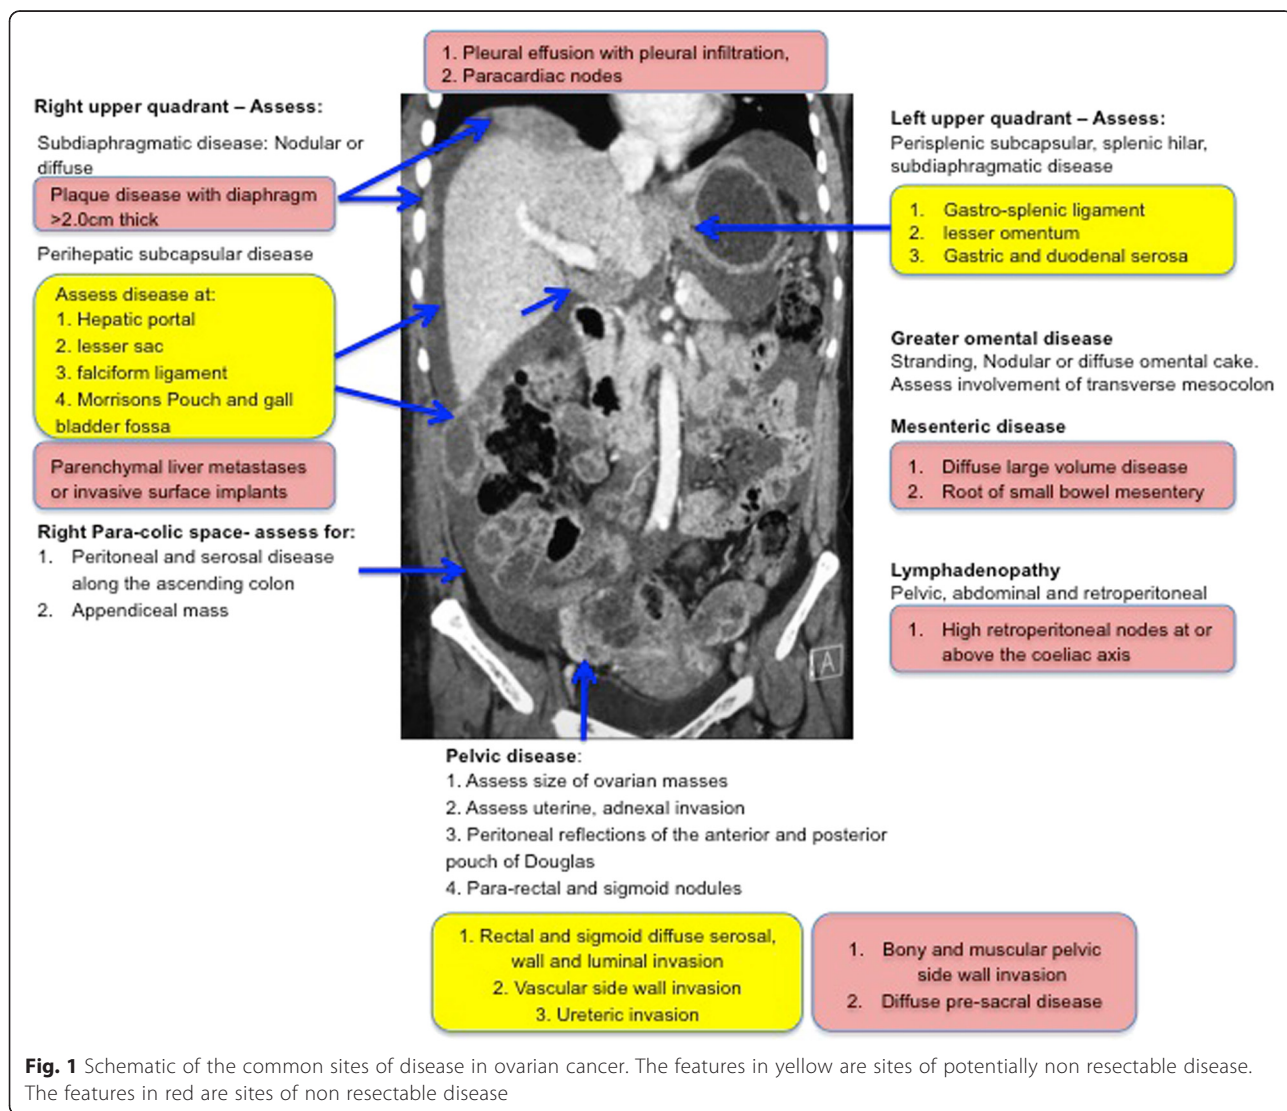 1. Pleural effusion with pleural infiltration,
2. Paracardiac nodes
Right upper quadrant – Assess:
Subdiaphragmatic disease: Nodular or
diffuse
Plaque disease with diaphragm
>2.0cm thick
Perihepatic subcapsular disease
Assess disease at:
1. Hepatic portal
2. lesser sac
3. falciform ligament
4. Morrisons Pouch and gall
bladder fossa
Parenchymal liver metastases
or invasive surface implants
Right Para-colic space- assess for:
1. Peritoneal and serosal disease
along the ascending colon
2. Appendiceal mass
Left upper quadrant – Assess:
Perisplenic subcapsular, splenic hilar,
subdiaphragmatic disease
1. Gastro-splenic ligament
2. lesser omentum
3. Gastric and duodenal serosa
Greater omental disease
Stranding, Nodular or diffuse omental cake.
Assess involvement of transverse mesocolon
Mesenteric disease
1. Diffuse large volume disease
2. Root of small bowel mesentery
Lymphadenopathy
Pelvic, abdominal and retroperitoneal
1. High retroperitoneal nodes at or
above the coeliac axis
A
Pelvic disease:
1. Assess size of ovarian masses
2. Assess uterine, adnexal invasion
3. Peritoneal reflections of the anterior and posterior
pouch of Douglas
4. Para-rectal and sigmoid nodules
1. Rectal and sigmoid diffuse serosal,
wall and luminal invasion
2. Vascular side wall invasion
3. Ureteric invasion
1. Bony and muscular pelvic
side wall invasion
2. Diffuse pre-sacral disease
Fig. 1 Schematic of the common sites of disease in ovarian cancer. The features in yellow are sites of potentially non resectable disease.
The features in red are sites of non resectable disease